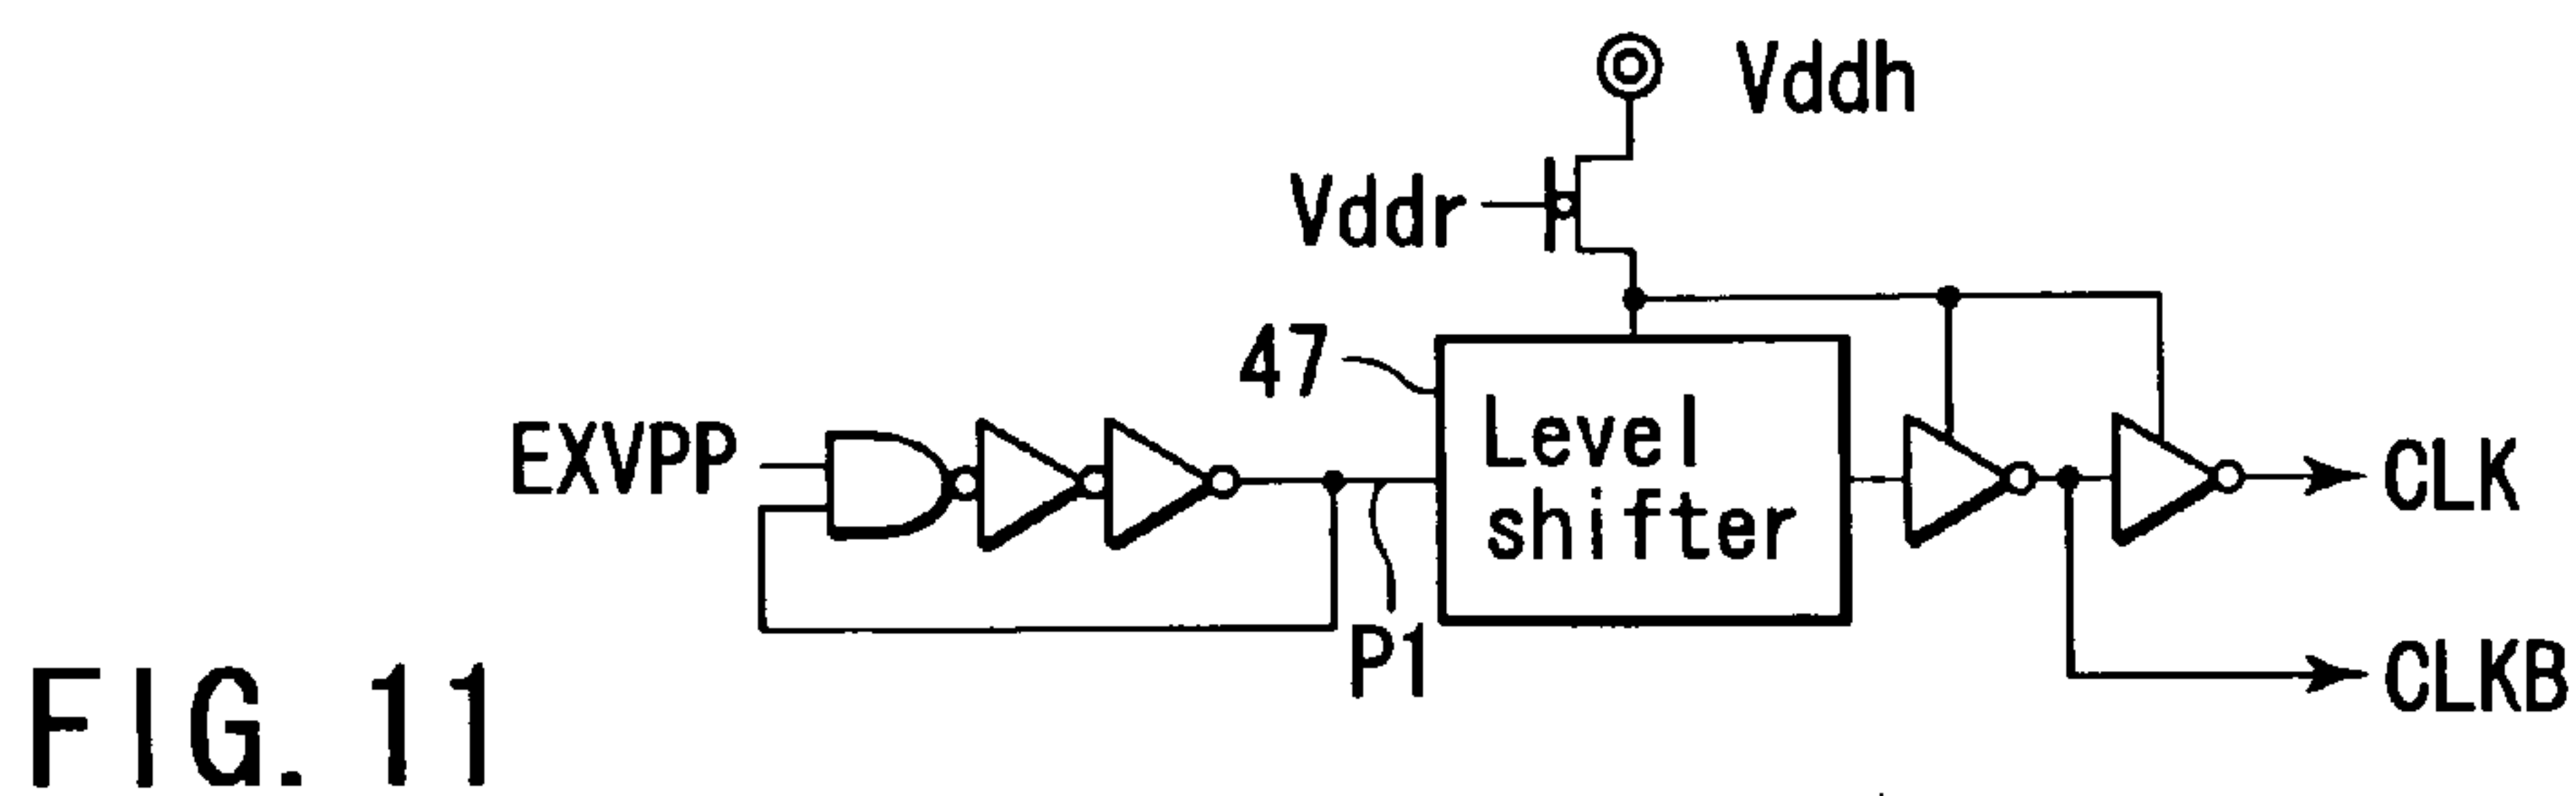 Vddh
Vddr
47
Level
shifter
EXVPP
CLK
P1
CLKB
FIG. 11